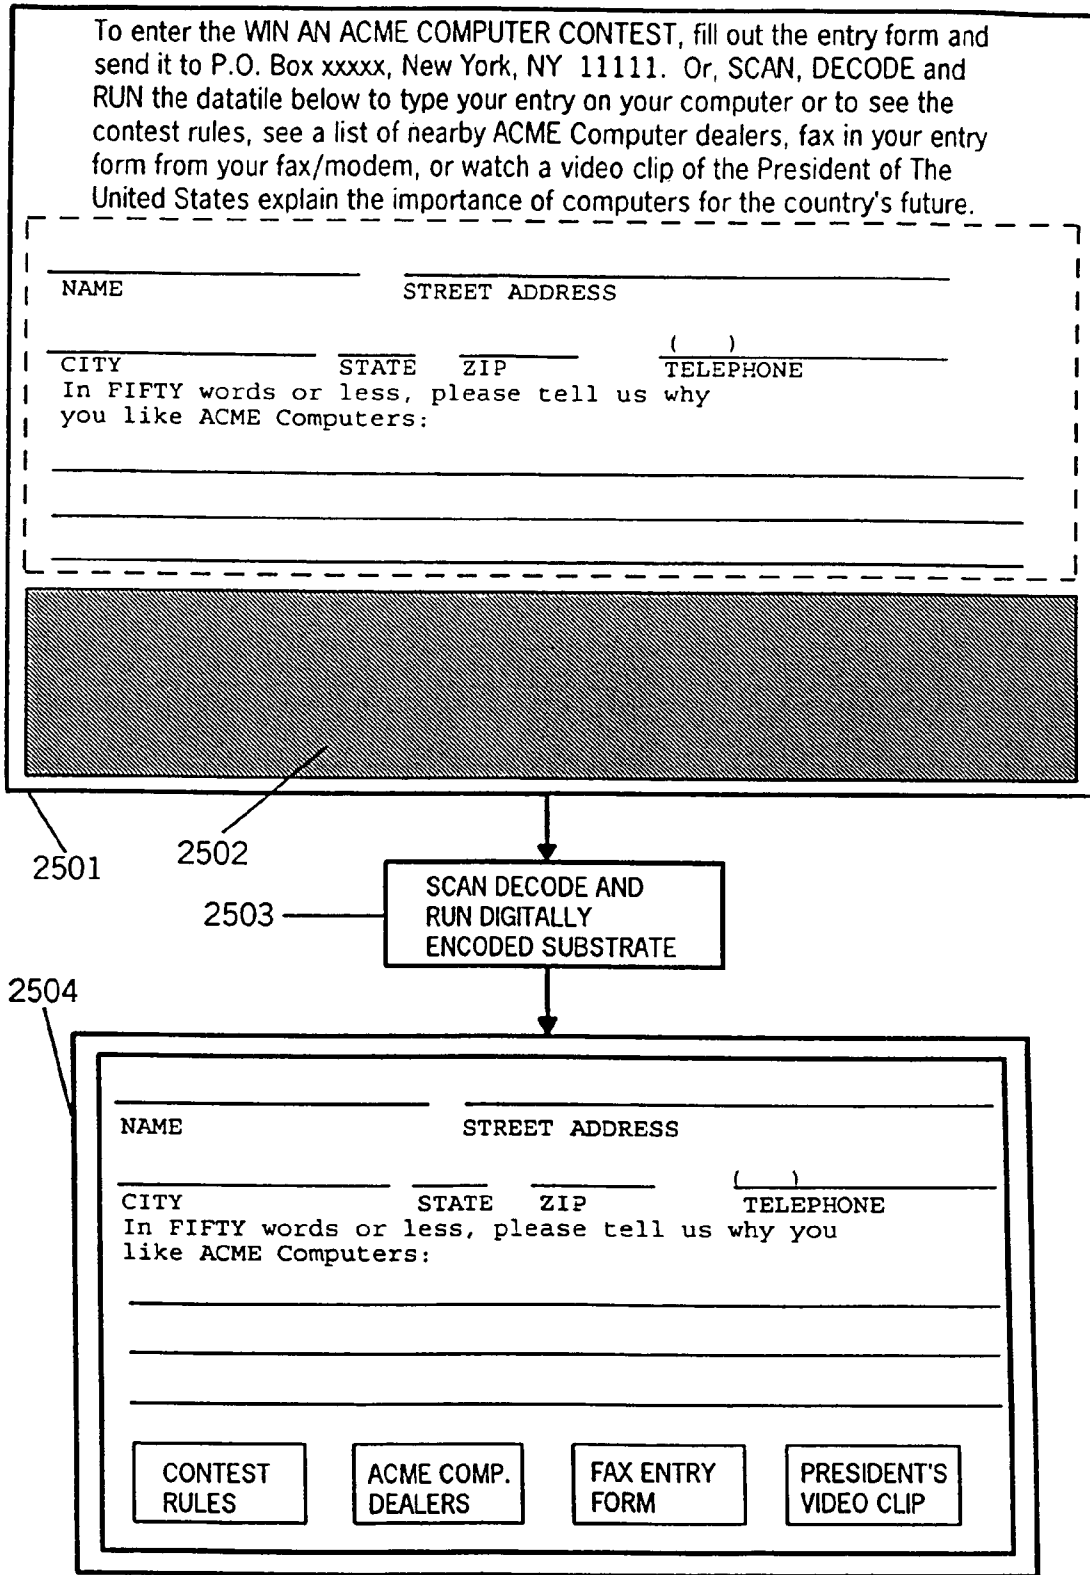 To enter the WIN AN ACME COMPUTER CONTEST, fill out the entry form and
send it to P.O. Box xxxxx, New York, NY 11111. Or, SCAN, DECODE and
RUN the datatile below to type your entry on your computer or to see the
contest rules, see a list of nearby ACME Computer dealers, fax in your entry
form from your fax/modem, or watch a video clip of the President of The
United States explain the importance of computers for the country's future.
NAME STREET ADDRESS
( )
CITY STATE ZIP TELEPHONE
In FIFTY words or less, please tell us why
you like ACME Computers:
2501
2502
2503
SCAN DECODE AND
RUN DIGITALLY
ENCODED SUBSTRATE
2504
NAME STREET ADDRESS
( )
CITY STATE ZIP TELEPHONE
In FIFTY words or less, please tell us why you
like ACME Computers:
CONTEST
RULES
ACME COMP.
DEALERS
FAX ENTRY
FORM
PRESIDENT'S
VIDEO CLIP